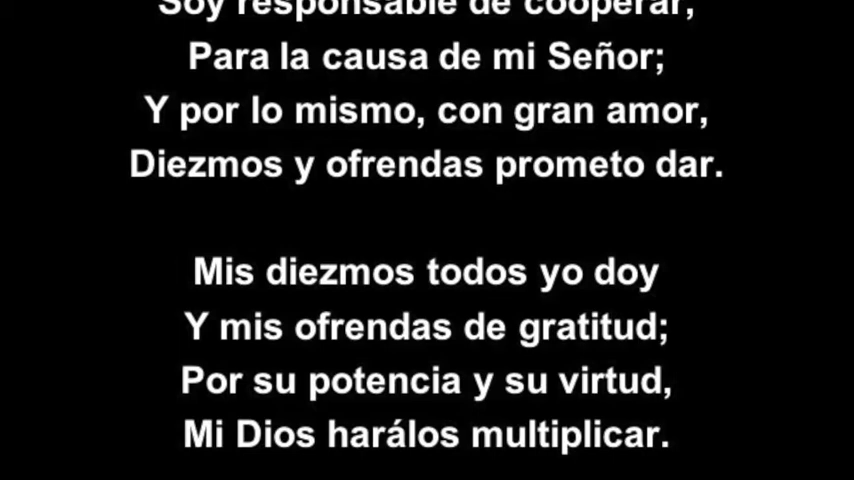 Soy responsable de cooperar,
Para la causa de mi Señor;
Y por lo mismo, con gran amor,
Diezmos y ofrendas prometo dar.
Mis diezmos todos yo doy
Y mis ofrendas de gratitud;
Por su potencia y su virtud,
Mi Dios harálos multiplicar.